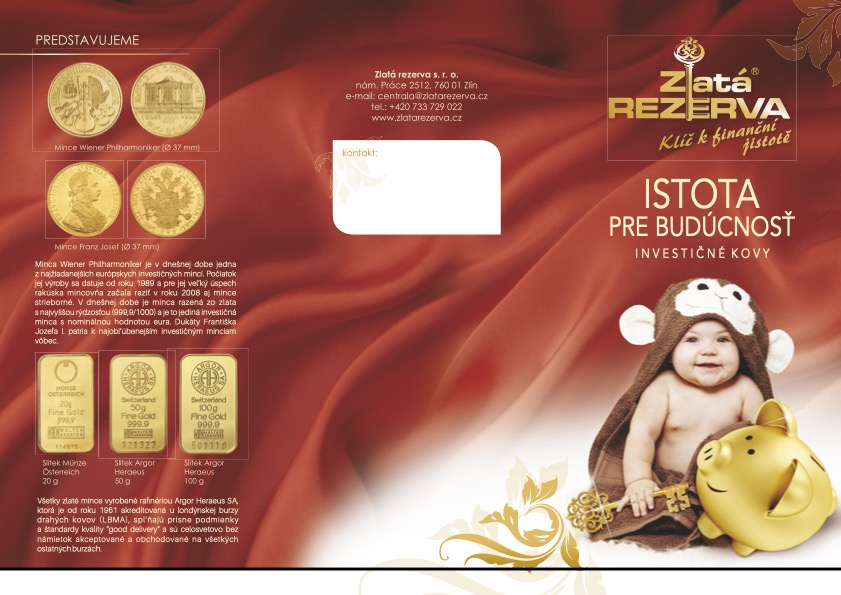 PREDSTAVUJEME
Mince Wiener Philharmoniker (Ø 37 mm)
Mince Franz Josef (Ø 37 mm)
Minca Wiener Philharmoniker je v dnešnej dobe jedna
z najžiadanejších európskych investičných mincí. Počiatok
jej výroby sa datuje od roku 1989 a pre jej veľký úspech
rakúska mincovňa začala raziť v roku 2008 aj mince
strieborné. V dnešnej dobe je minca razená zo zlata
s najvyššou rýdzosťou (999,9/1000) a je to jediná investičná
minca s nominálnou hodnotou eura. Dukáty Františka
Jozefa I. patria k najobľúbenejším investičným minciam
vôbec.
MÜNZE
ÖSTERREICH
20g
Fine Gold
999,9
ARGOR
HERAEUS
Switzerland
50g
Fine Gold
999.9
121327
ARGOR
HERAEUS
Switzerland
100g
Fine Gold
999.9
Slitek Münze
Österreich
20 g
Slitek Argor
Heraeus
50 g
Slitek Argor
Heraeus
100 g
Všetky zlaté mince vyrobené rafinériou Argor Heraeus SA,
ktorá je od roku 1961 akreditovaná u londýnskej burzy
drahých kovov (LBMA), spľňajú prísne podmienky
a štandardy kvality "good delivery" a sú celosvetovo bez
námietok akceptované a obchodované na všetkých
ostatných burzách.
Zlatá rezerva s. r. o.
nám. Práce 2512, 760 01 Zlín
e-mail: centrala@zlatarezerva.cz
tel.: +420 733 729 022
www.zlatarezerva.cz
kontakt:
Zlatá®
REZERVA
Klíč k finanční
jistotě
ISTOTA
PRE BUDÚCNOSŤ
INVESTIČNÉ KOVY